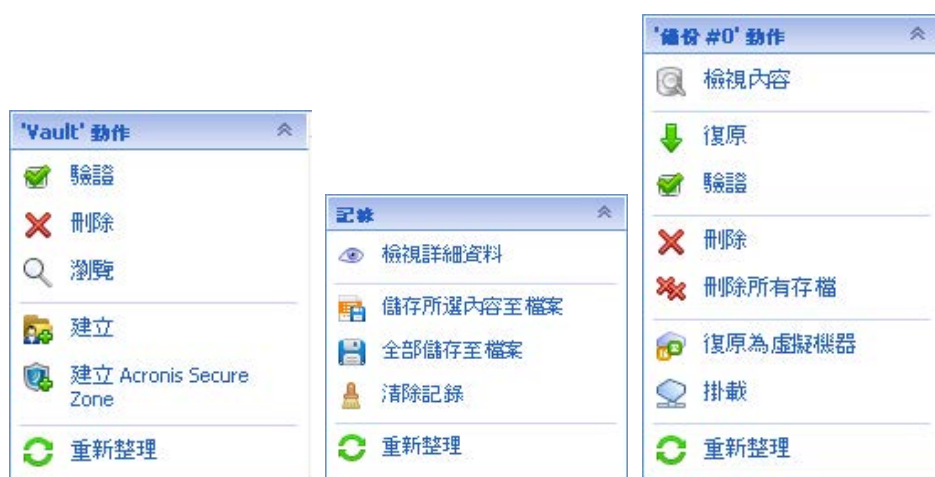 'Vault' 動作
驗證
刪除
瀏覽
建立
建立 Acronis Secure
Zone
重新整理
記錄
檢視詳細資料
儲存所選內容至檔案
全部儲存至檔案
清除記錄
重新整理
'備份 #0' 動作
檢視內容
復原
驗證
刪除
刪除所有存檔
復原為虛擬機器
掛載
重新整理